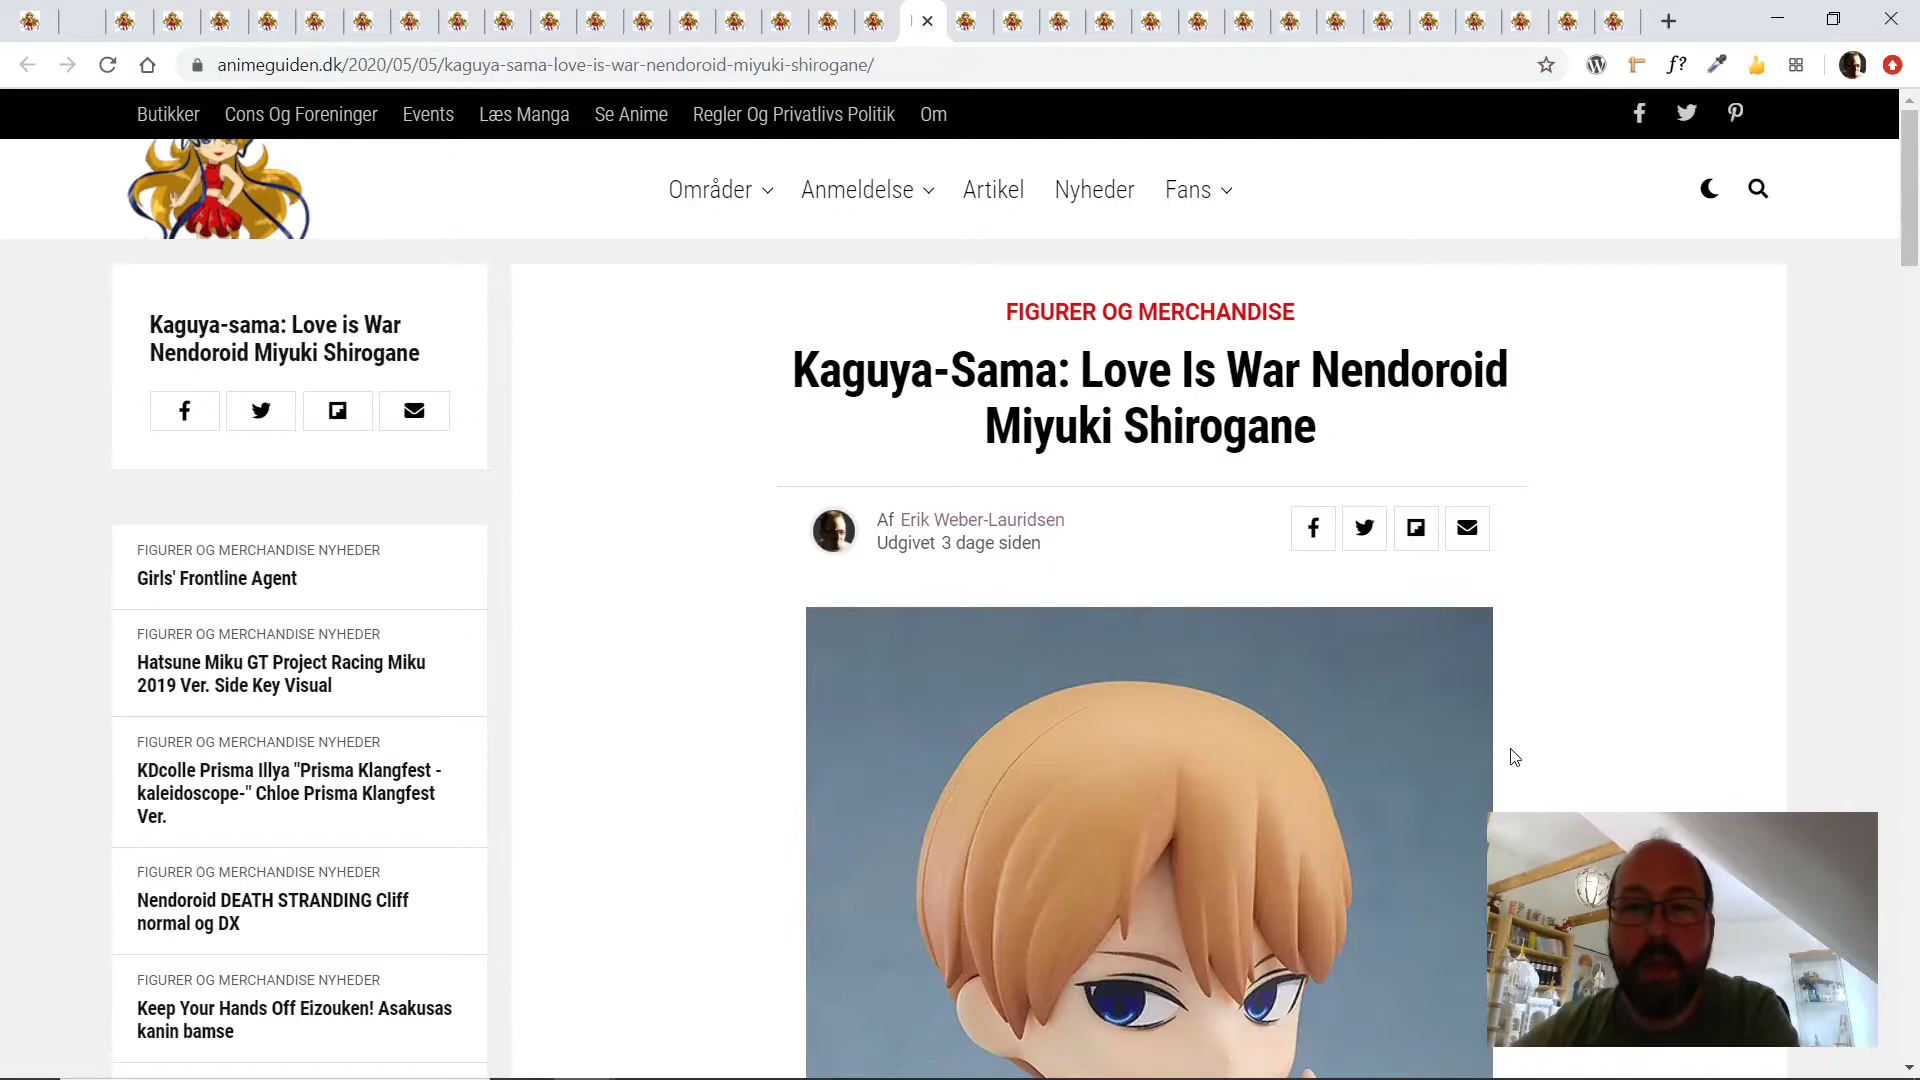 animeguiden.dk/2020/05/05/kaguya-sama-love-is-war-nendoroid-miyuki-shirogane/
Butikker Cons Og Foreninger Events Læs Manga Se Anime Regler Og Privatlivs Politik Om
Områder Anmeldelse Artikel Nyheder Fans
Kaguya-sama: Love is War
Nendoroid Miyuki Shirogane
FIGURER OG MERCHANDISE
Kaguya-Sama: Love Is War Nendoroid
Miyuki Shirogane
Af Erik Weber-Lauridsen
Udgivet 3 dage siden
FIGURER OG MERCHANDISE NYHEDER
Girls' Frontline Agent
FIGURER OG MERCHANDISE NYHEDER
Hatsune Miku GT Project Racing Miku
2019 Ver. Side Key Visual
FIGURER OG MERCHANDISE NYHEDER
KDcolle Prisma Illya "Prisma Klangfest -
kaleidoscope-" Chloe Prisma Klangfest
Ver.
FIGURER OG MERCHANDISE NYHEDER
Nendoroid DEATH STRANDING Cliff
normal og DX
FIGURER OG MERCHANDISE NYHEDER
Keep Your Hands Off Eizouken! Asakusas
kanin bamse